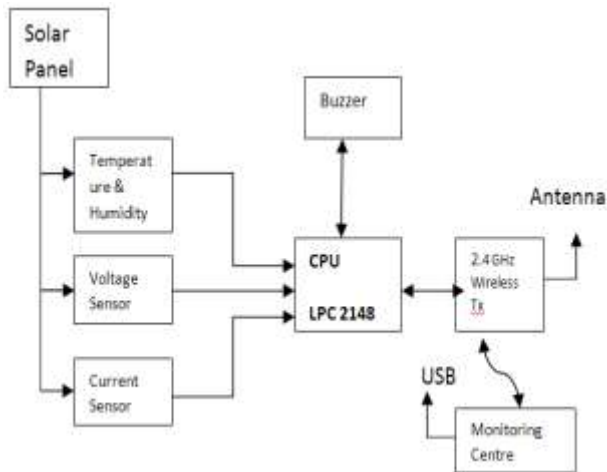 Solar
Panel
Buzzer
Temperat
ure &
Humidity
Antenna
CPU
LPC 2148
2.4 GHz
Wireless
Tx
Voltage
Sensor
USB
Current
Sensor
Monitoring
Centre